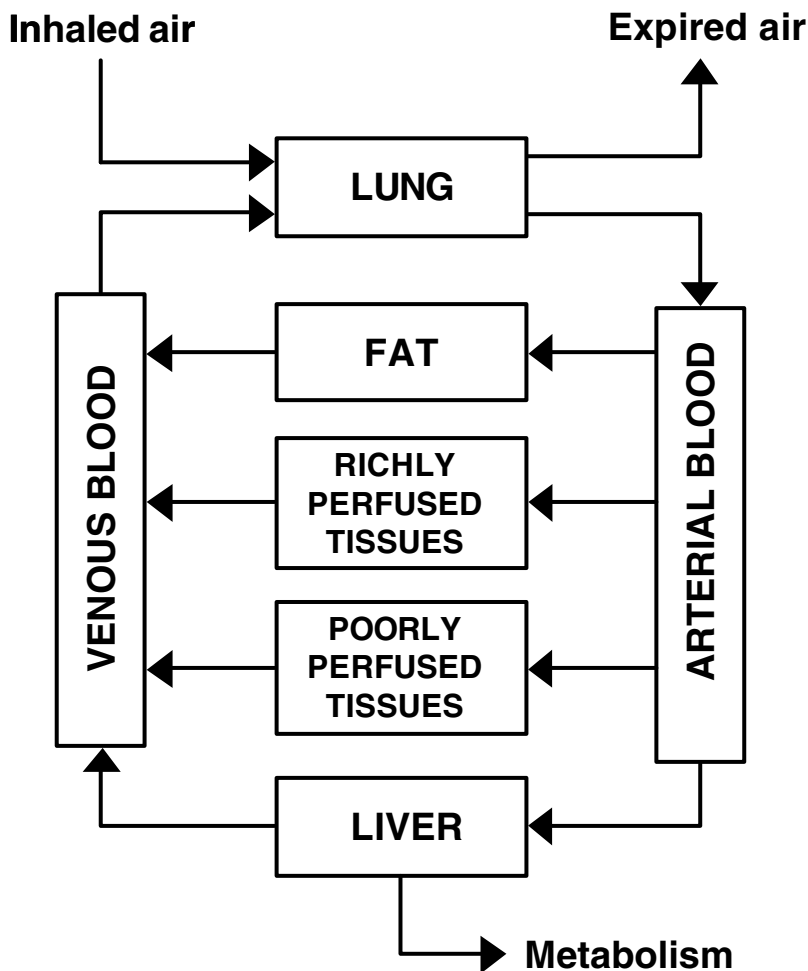 Inhaled air
Expired air
LUNG
FAT
RICHLY
PERFUSED
TISSUES
POORLY
PERFUSED
TISSUES
LIVER
VENOUS BLOOD
ARTERIAL BLOOD
Metabolism